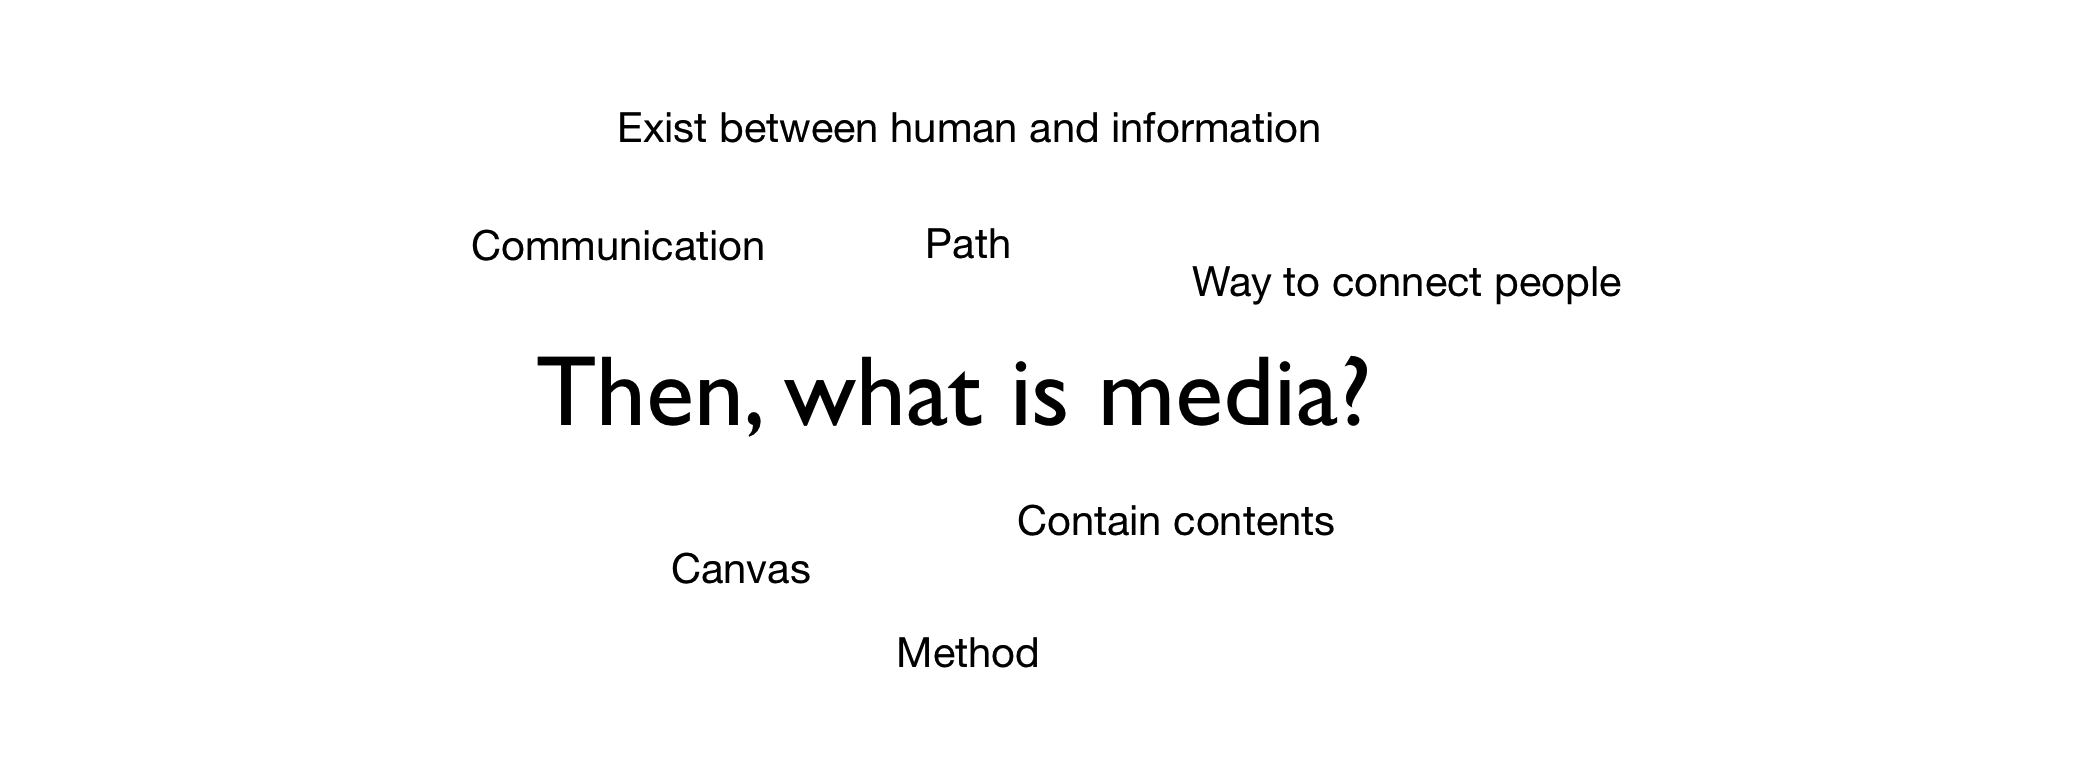 Exist between human and information
Communication
Path
Way to connect people
Then, what is media?
Contain contents
Canvas
Method